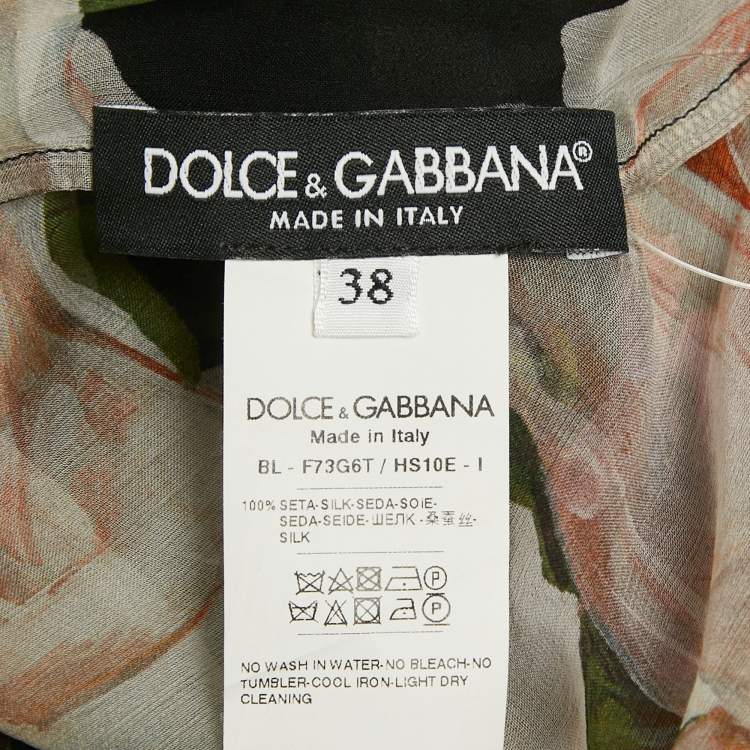 DOLCE & GABBANA®
MADE IN ITALY
38
DOLCE & GABBANA
Made in Italy
BL - F73G6T / HS10E - I
100% SETA-SILK-SEDA-SOIE-
SEDA-SEIDE-ШЕЛК-桑蚕丝-
SILK
P
P
NO WASH IN WATER-NO BLEACH-NO
TUMBLER-COOL IRON-LIGHT DRY
CLEANING